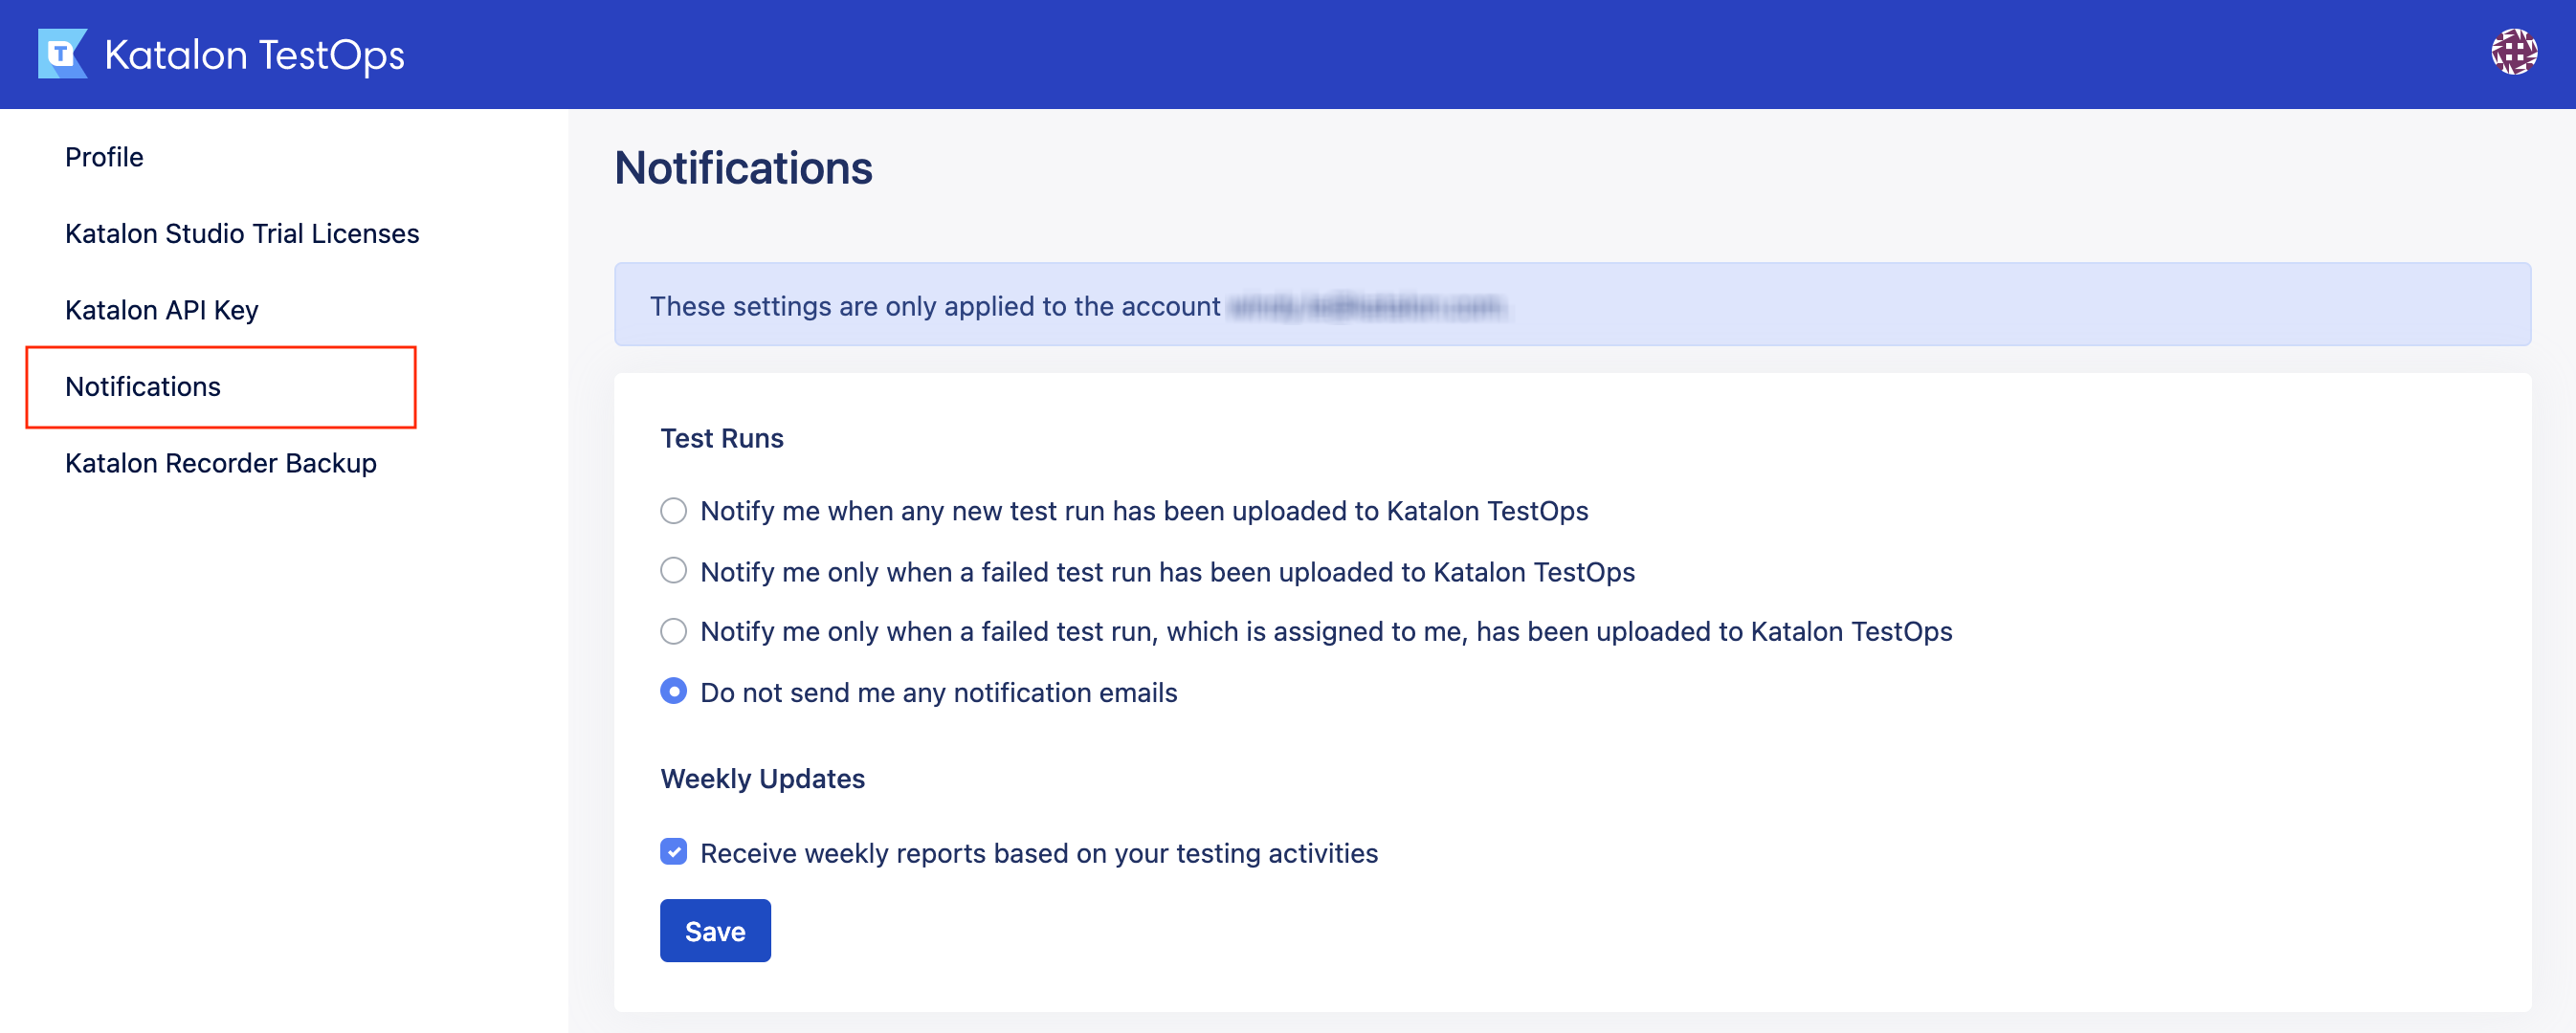 Katalon TestOps
Profile
Katalon Studio Trial Licenses
Katalon API Key
Notifications
Katalon Recorder Backup
Notifications
These settings are only applied to the account
Test Runs
Notify me when any new test run has been uploaded to Katalon TestOps
Notify me only when a failed test run has been uploaded to Katalon TestOps
Notify me only when a failed test run, which is assigned to me, has been uploaded to Katalon TestOps
Do not send me any notification emails
Weekly Updates
Receive weekly reports based on your testing activities
Save